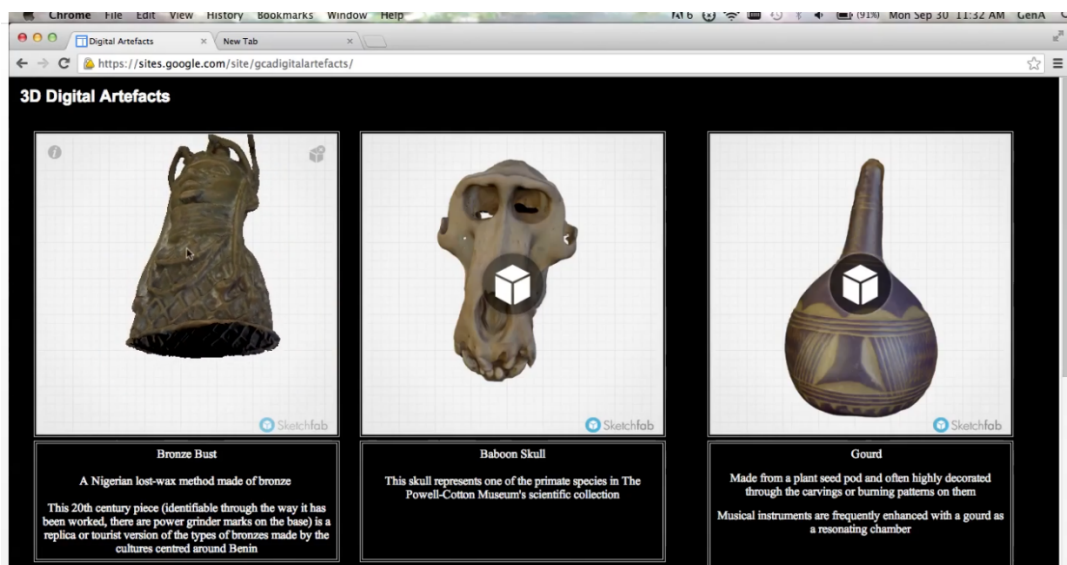 Chrome File Edit View History Bookmarks Window Help
(91%) Mon Sep 30 11:32 AM GenA
Digital Artefacts
New Tab
https://sites.google.com/site/gcadigitalartefacts/
3D Digital Artefacts
Sketchfab
Sketchfab
Sketchfab
Bronze Bust
A Nigerian lost-wax method made of bronze
This 20th century piece (identifiable through the way it has
been worked, there are power grinder marks on the base) is a
replica or tourist version of the types of bronzes made by the
cultures centred around Benin
Baboon Skull
This skull represents one of the primate species in The
Powell-Cotton Museum's scientific collection
Gourd
Made from a plant seed pod and often highly decorated
through the carvings or burning patterns on them
Musical instruments are frequently enhanced with a gourd as
a resonating chamber